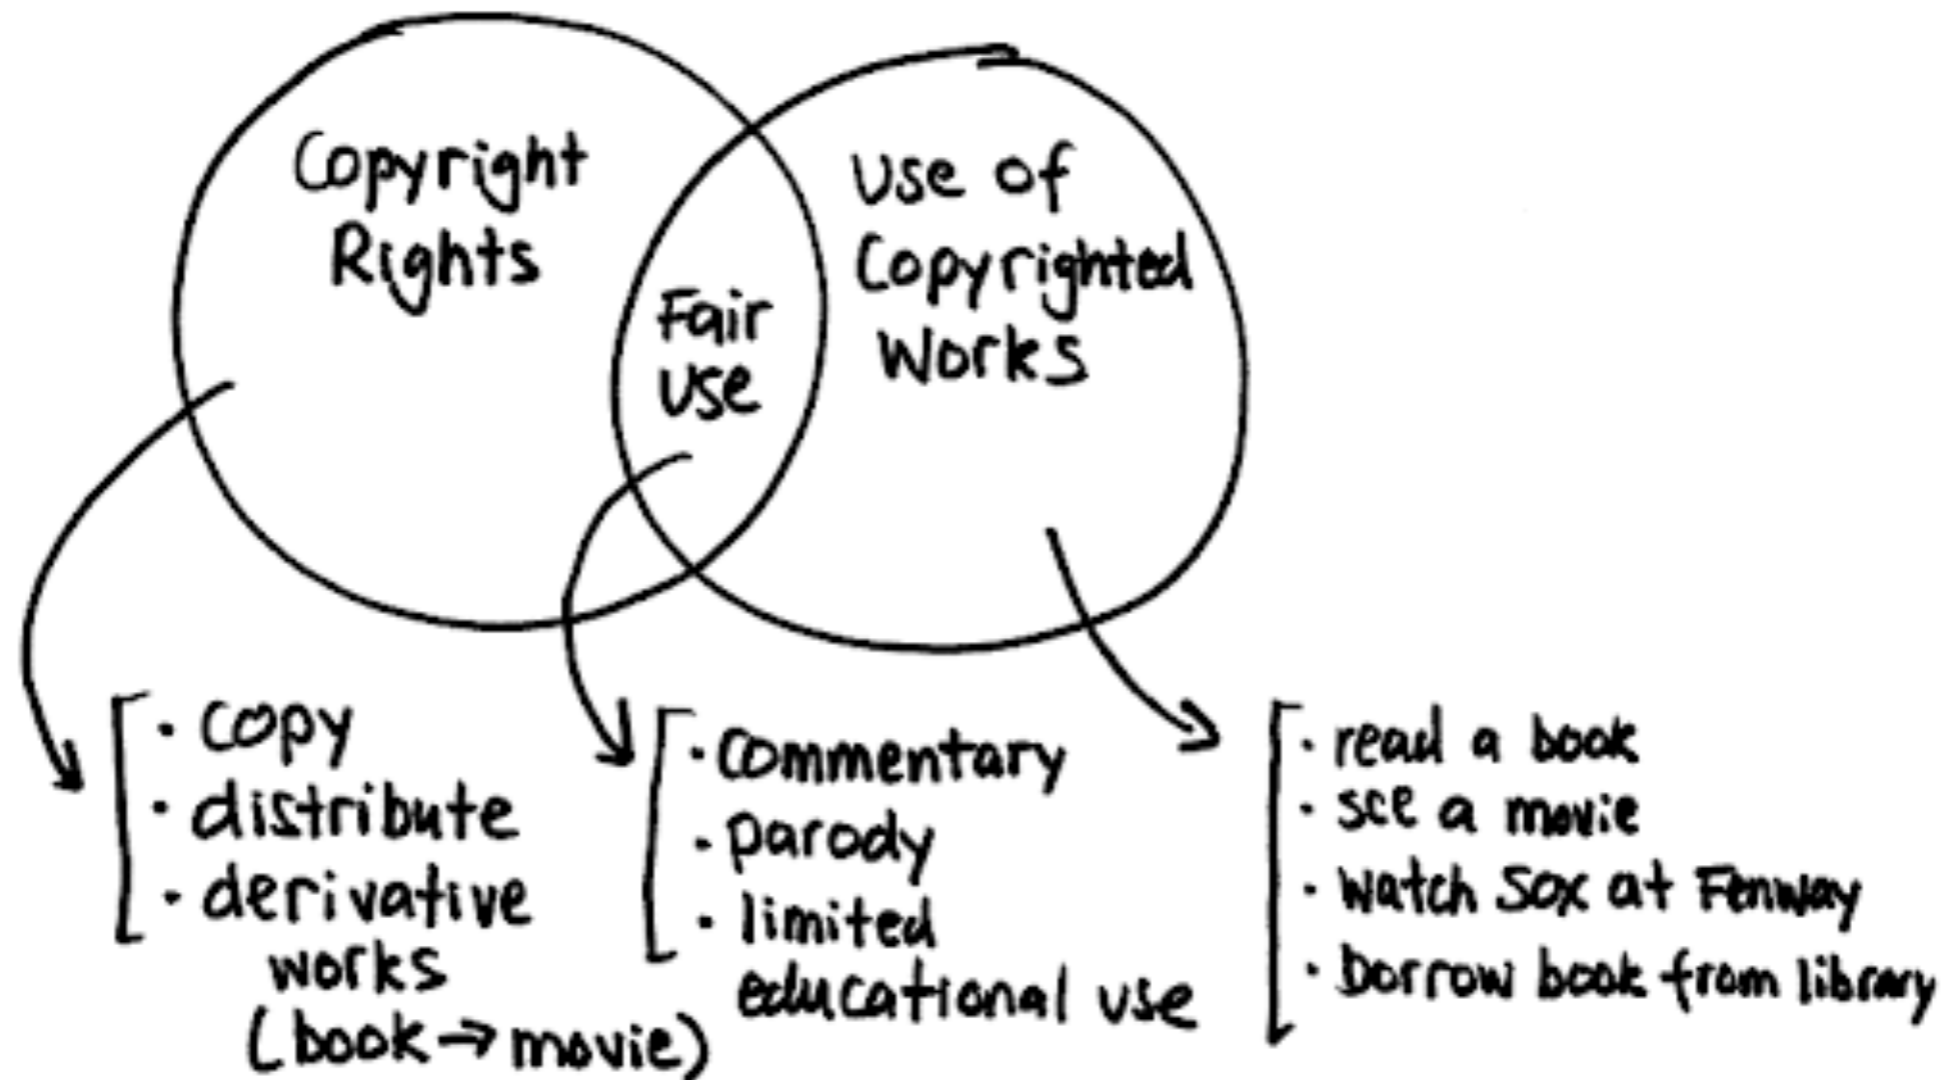 Copyright
Rights
Fair
Use
Use of
Copyrighted
Works
· copy
· distribute
· derivative
works
(book → movie)
· commentary
· parody
· limited
educational use
· read a book
· see a movie
· watch Sox at Fenway
· borrow book from library